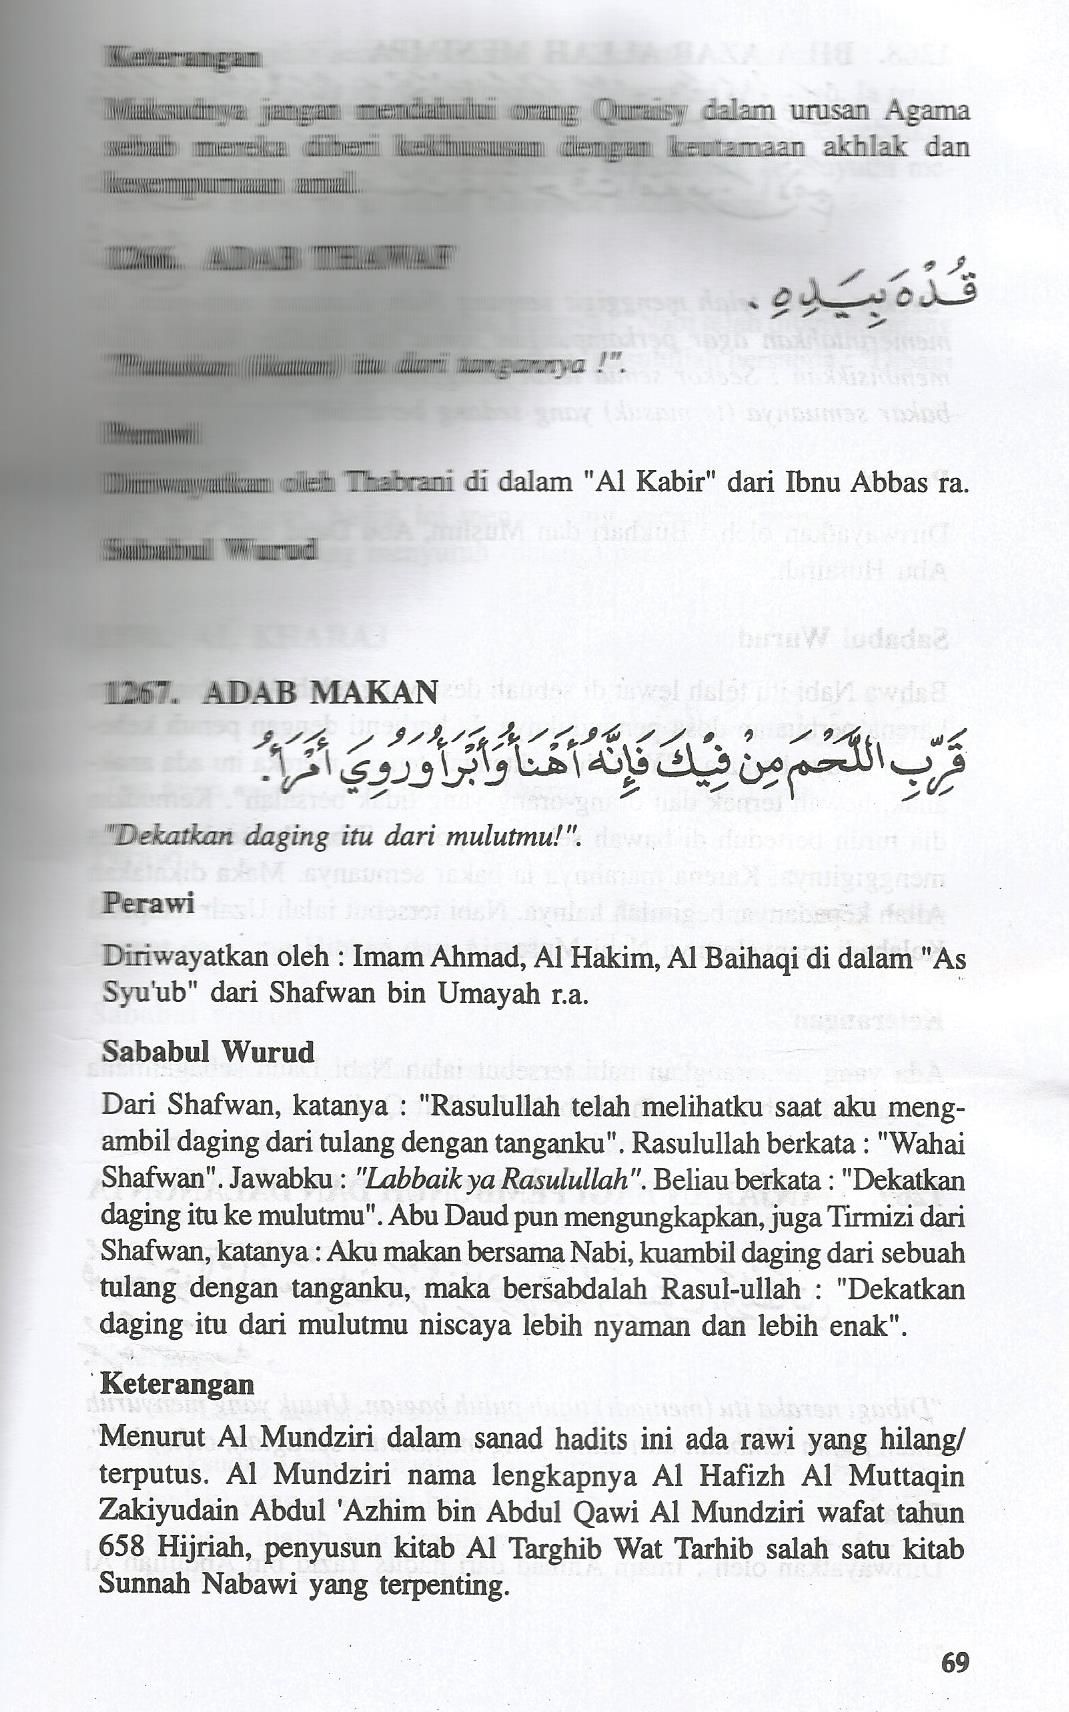 Keterangan
Maksudnya jangan mendahului orang Quraisy dalam urusan Agama
sebab mereka diberi kekhususan dengan keutamaan akhlak dan
kesempurnaan amal.
1266. ADAB THAWAF
قُدْهُ بِيَدِهِ .
itu dari tangannya !".
Perawi
Diriwayatkan oleh Thabrani di dalam "Al Kabir" dari Ibnu Abbas ra.
Sababul Wurud
1267. ADAB MAKAN
قَرِّبِ اللَّحْمَ مِنْ فِيْكَ فَإِنَّهُ أَهْنَأُ وَأَبْرَأُ وَرُوِيَ أَمْرَأُ.
"Dekatkan daging itu dari mulutmu!".
Perawi
Diriwayatkan oleh : Imam Ahmad, Al Hakim, Al Baihaqi di dalam "As
Syu'ub" dari Shafwan bin Umayah r.a.
Sababul Wurud
Dari Shafwan, katanya : "Rasulullah telah melihatku saat aku meng-
ambil daging dari tulang dengan tanganku". Rasulullah berkata : "Wahai
Shafwan". Jawabku : "Labbaik ya Rasulullah". Beliau berkata : "Dekatkan
daging itu ke mulutmu". Abu Daud pun mengungkapkan, juga Tirmizi dari
Shafwan, katanya : Aku makan bersama Nabi, kuambil daging dari sebuah
tulang dengan tanganku, maka bersabdalah Rasul-ullah : "Dekatkan
daging itu dari mulutmu niscaya lebih nyaman dan lebih enak".
Keterangan
Menurut Al Mundziri dalam sanad hadits ini ada rawi yang hilang/
terputus. Al Mundziri nama lengkapnya Al Hafizh Al Muttaqin
Zakiyudain Abdul 'Azhim bin Abdul Qawi Al Mundziri wafat tahun
658 Hijriah, penyusun kitab Al Targhib Wat Tarhib salah satu kitab
Sunnah Nabawi yang terpenting.
69